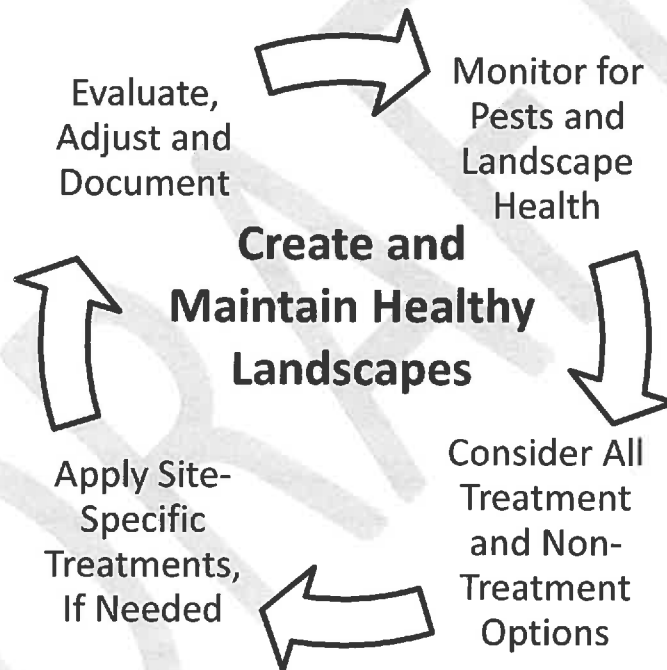 Evaluate,
Adjust and
Document
Monitor for
Pests and
Landscape
Health
Create and
Maintain Healthy
Landscapes
Apply Site-
Specific
Treatments,
If Needed
Consider All
Treatment
and Non-
Treatment
Options
DRAFT